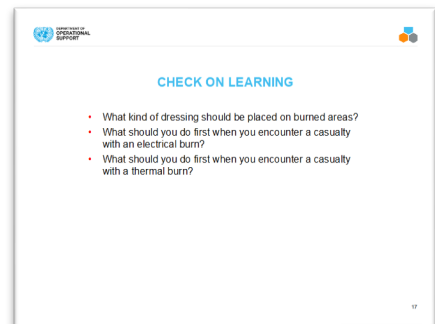 DEPARTMENT OF
OPERATIONAL
SUPPORT
CHECK ON LEARNING
• What kind of dressing should be placed on burned areas?
• What should you do first when you encounter a casualty
with an electrical burn?
• What should you do first when you encounter a casualty
with a thermal burn?
17